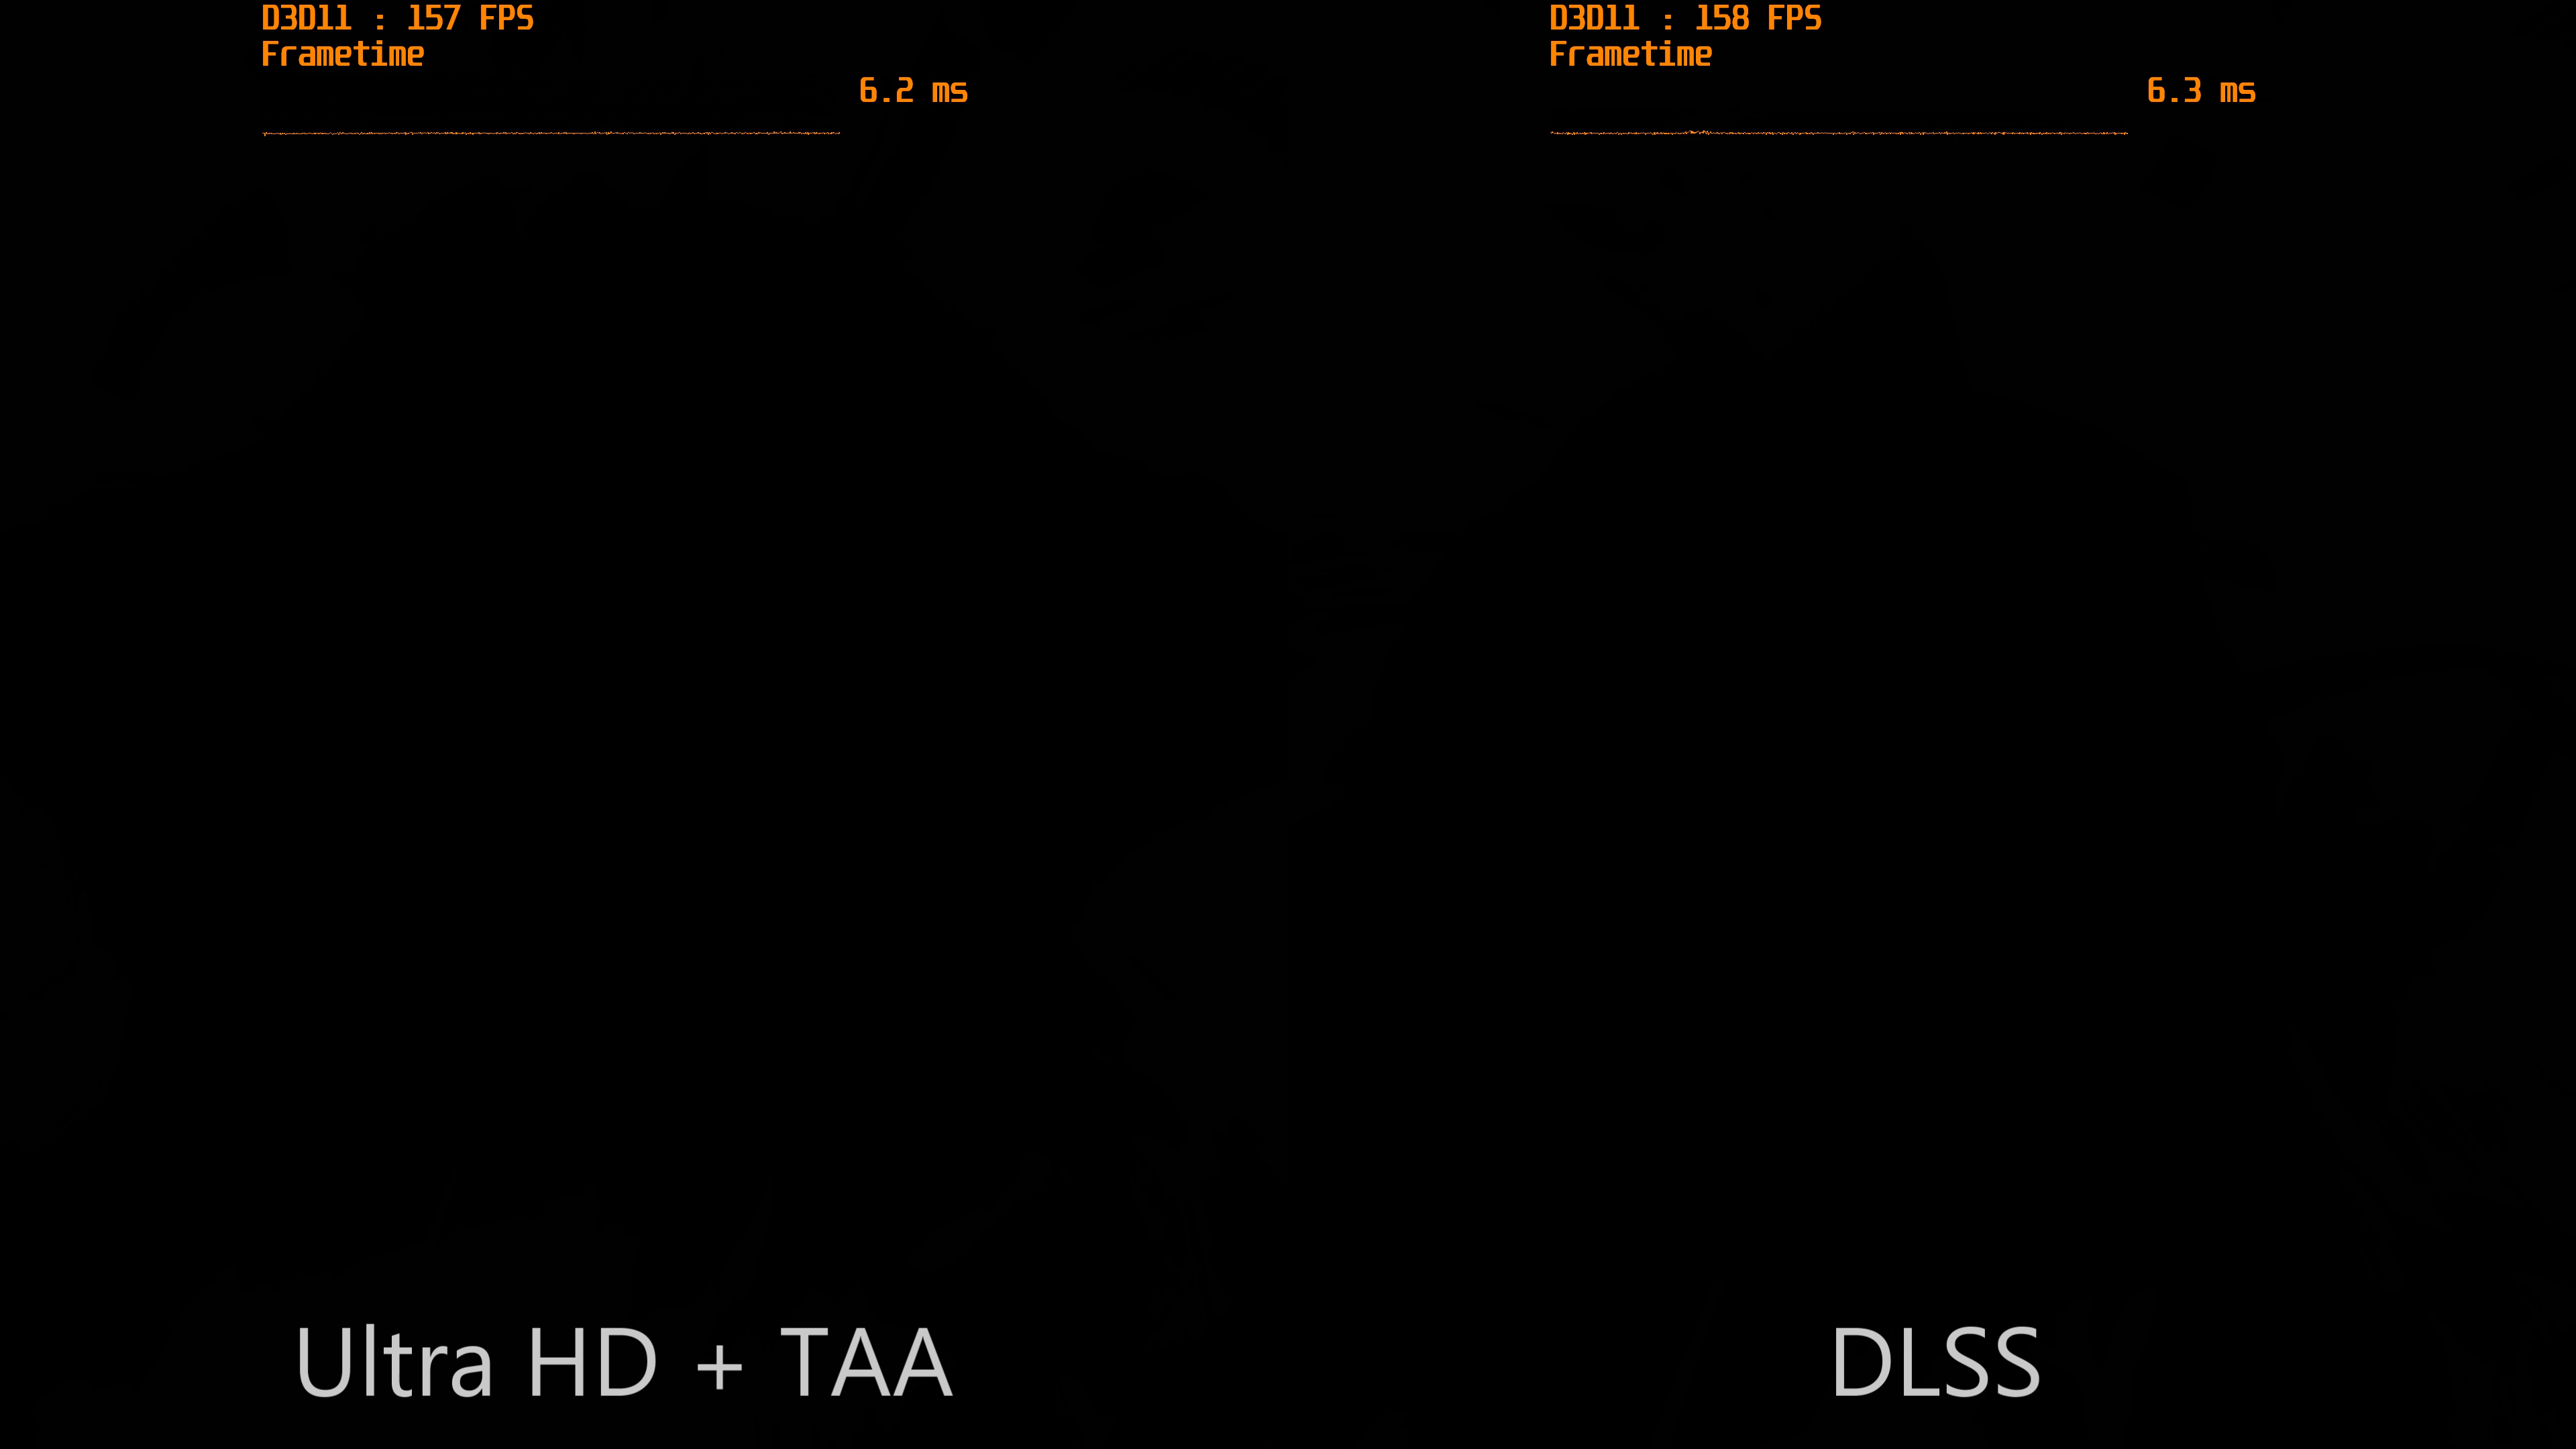 D3D11 : 157 FPS
Frametime
6.2 ms
D3D11 : 158 FPS
Frametime
6.3 ms
Ultra HD + TAA
DLSS